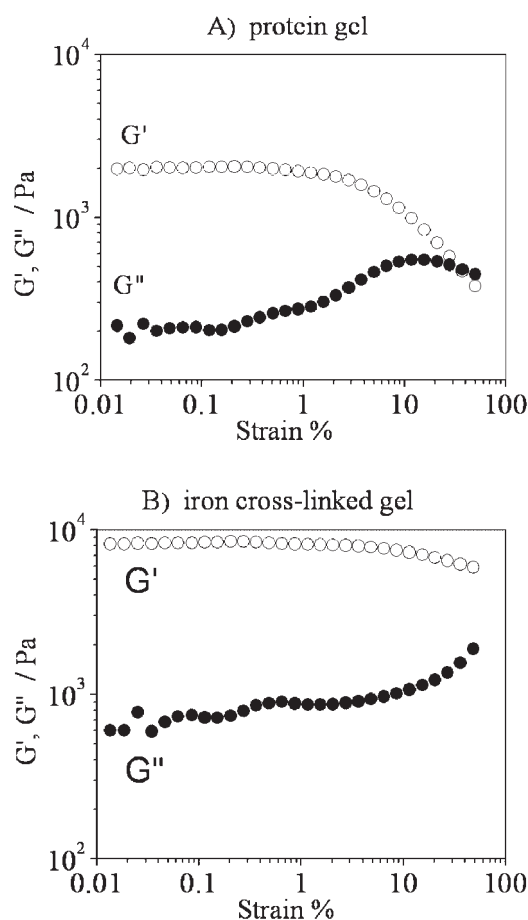 A) protein gel
10^4
G'
10^3
G', G" / Pa
G"
10^2
0.01 0.1 1 10 100
Strain %
B) iron cross-linked gel
10^4
G'
10^3
G', G" / Pa
G"
10^2
0.01 0.1 1 10 100
Strain %